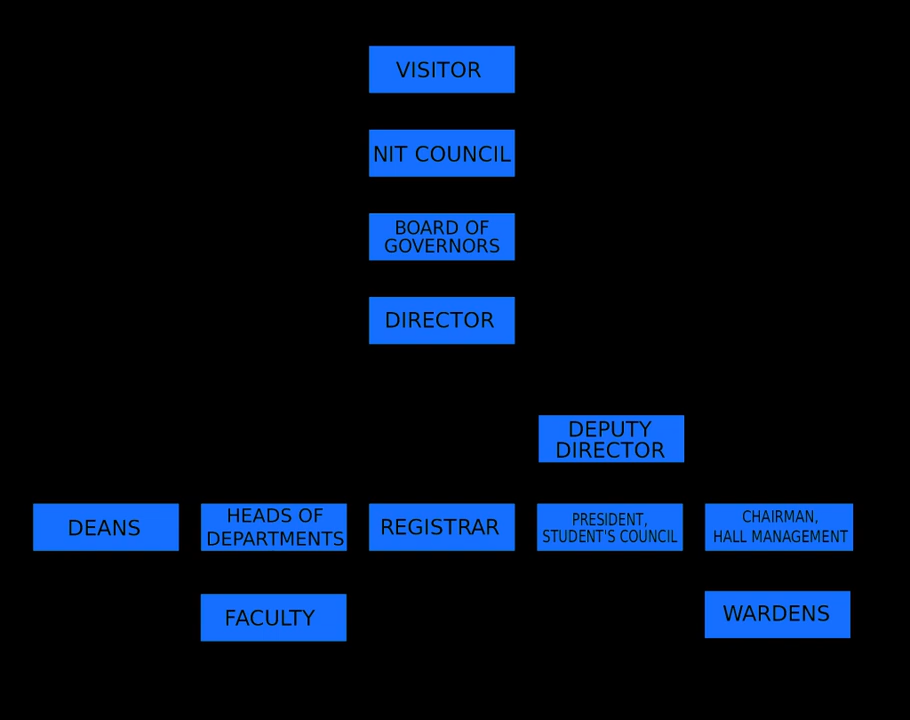 VISITOR
NIT COUNCIL
BOARD OF
GOVERNORS
DIRECTOR
DEPUTY
DIRECTOR
DEANS
HEADS OF
DEPARTMENTS
REGISTRAR
PRESIDENT,
STUDENT'S COUNCIL
CHAIRMAN,
HALL MANAGEMENT
FACULTY
WARDENS